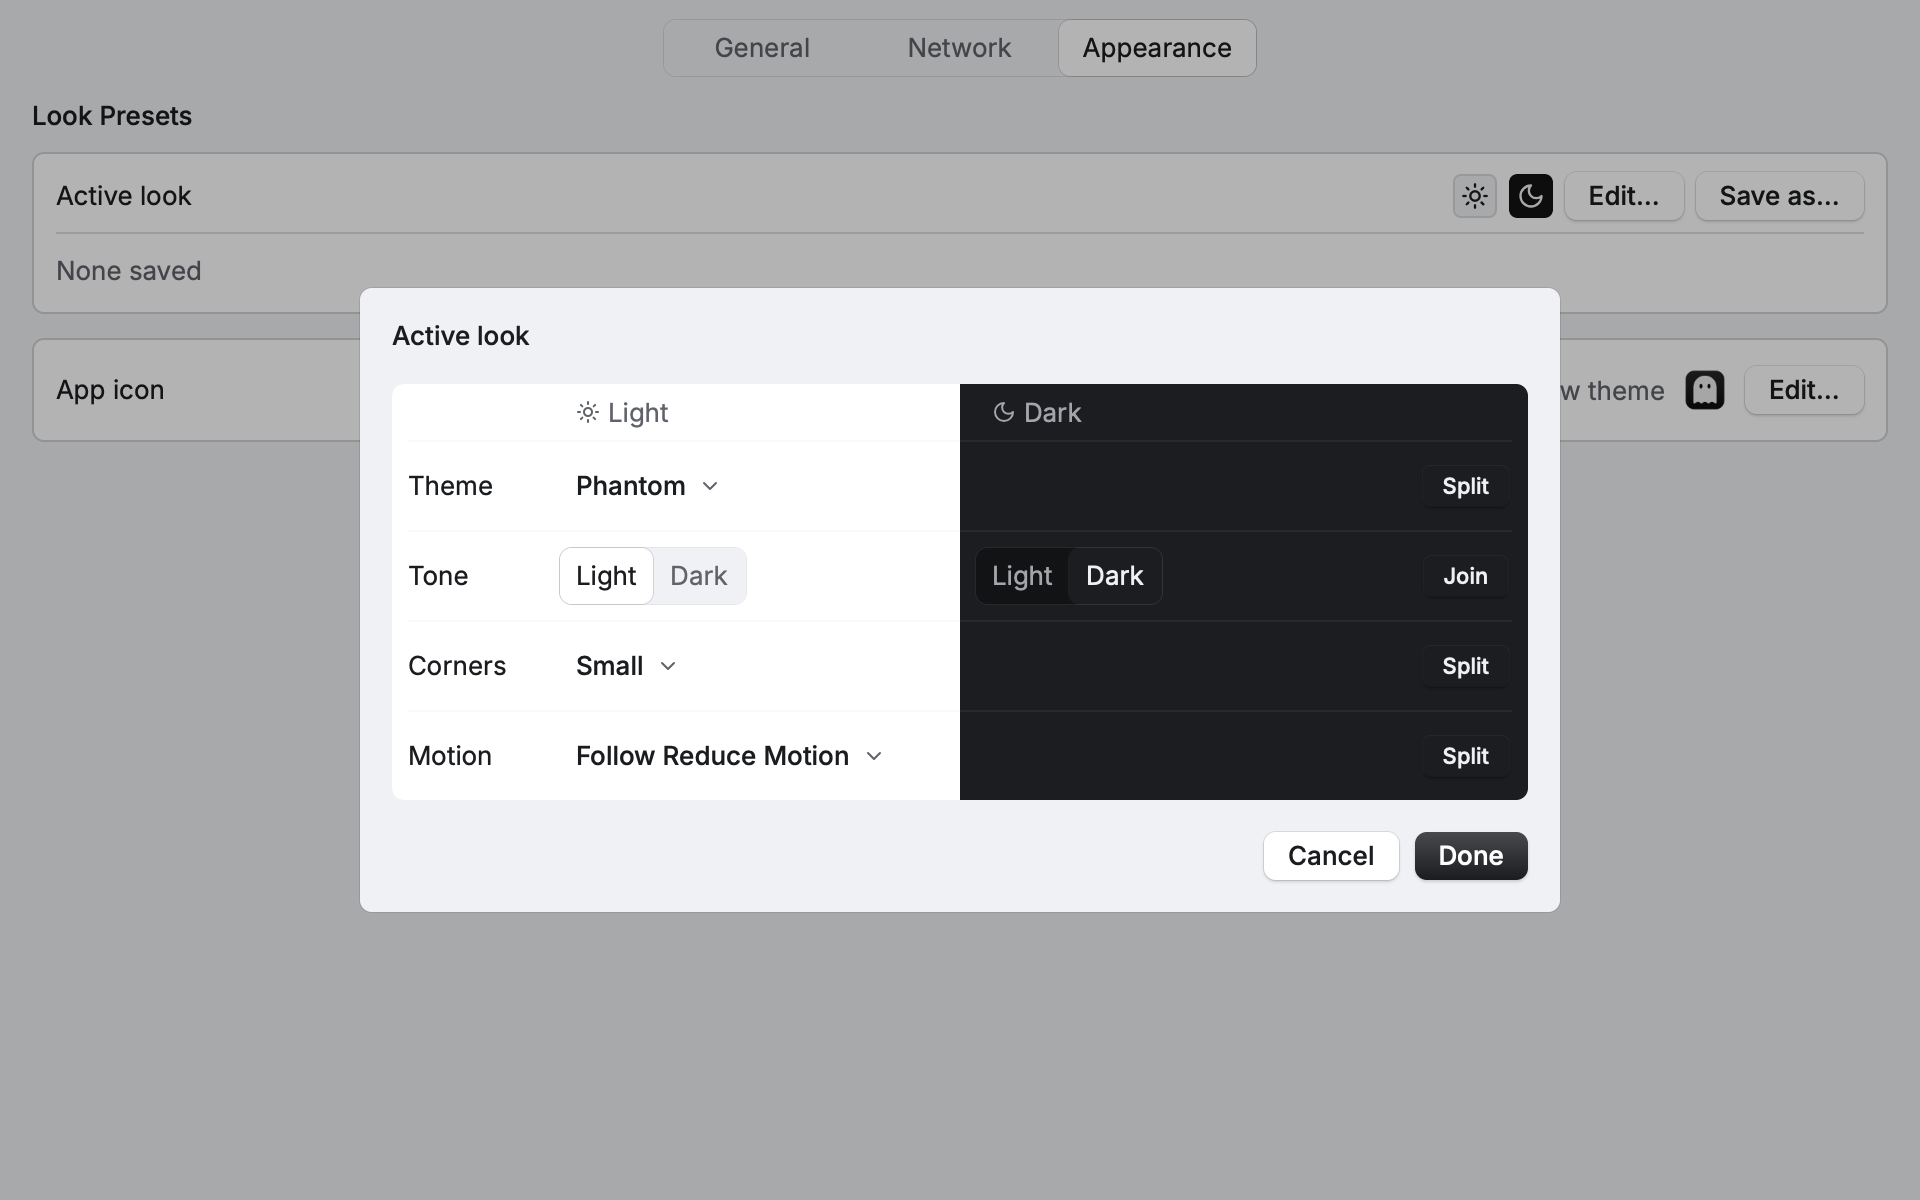 General Network Appearance
Look Presets
Active look Edit... Save as...
None saved
App icon w theme Edit...
Active look
Light Dark
Theme Phantom Split
Tone Light Dark Light Dark Join
Corners Small Split
Motion Follow Reduce Motion Split
Cancel Done